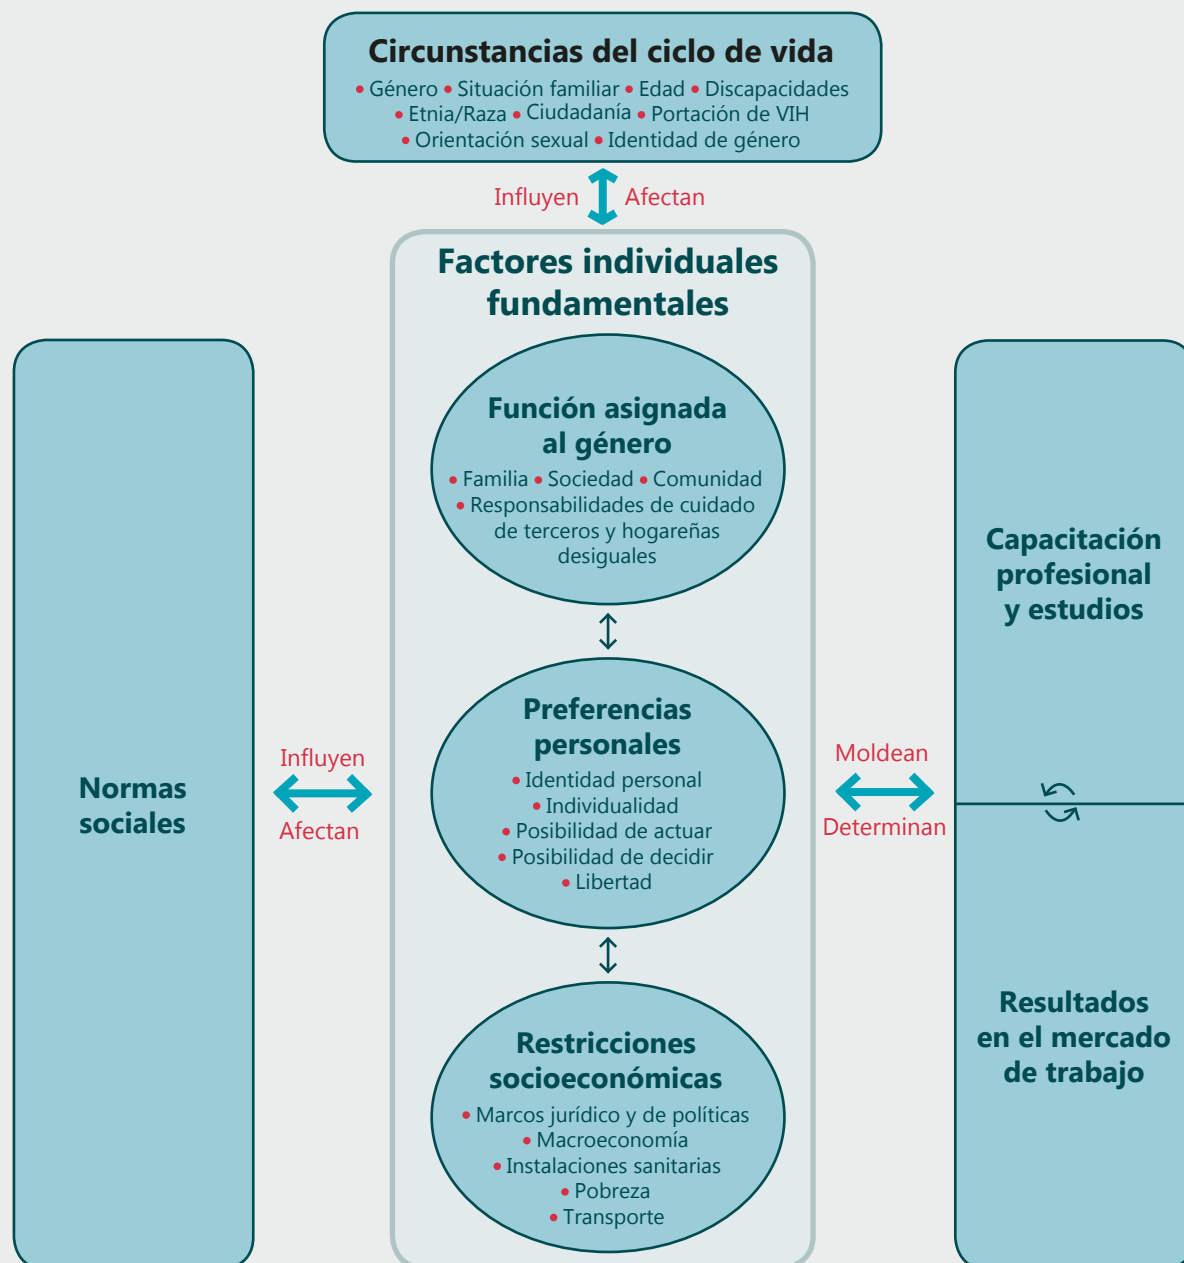 Circunstancias del ciclo de vida
• Género • Situación familiar • Edad • Discapacidades
• Etnia/Raza • Ciudadanía • Portación de VIH
• Orientación sexual • Identidad de género
Influyen Afectan
Factores individuales
fundamentales
Función asignada
al género
• Familia • Sociedad • Comunidad
• Responsabilidades de cuidado
de terceros y hogareñas
desiguales
Normas
sociales
Influyen
Afectan
Preferencias
personales
• Identidad personal
• Individualidad
• Posibilidad de actuar
• Posibilidad de decidir
• Libertad
Moldean
Determinan
Restricciones
socioeconómicas
• Marcos jurídico y de políticas
• Macroeconomía
• Instalaciones sanitarias
• Pobreza
• Transporte
Capacitación
profesional
y estudios
Resultados
en el mercado
de trabajo